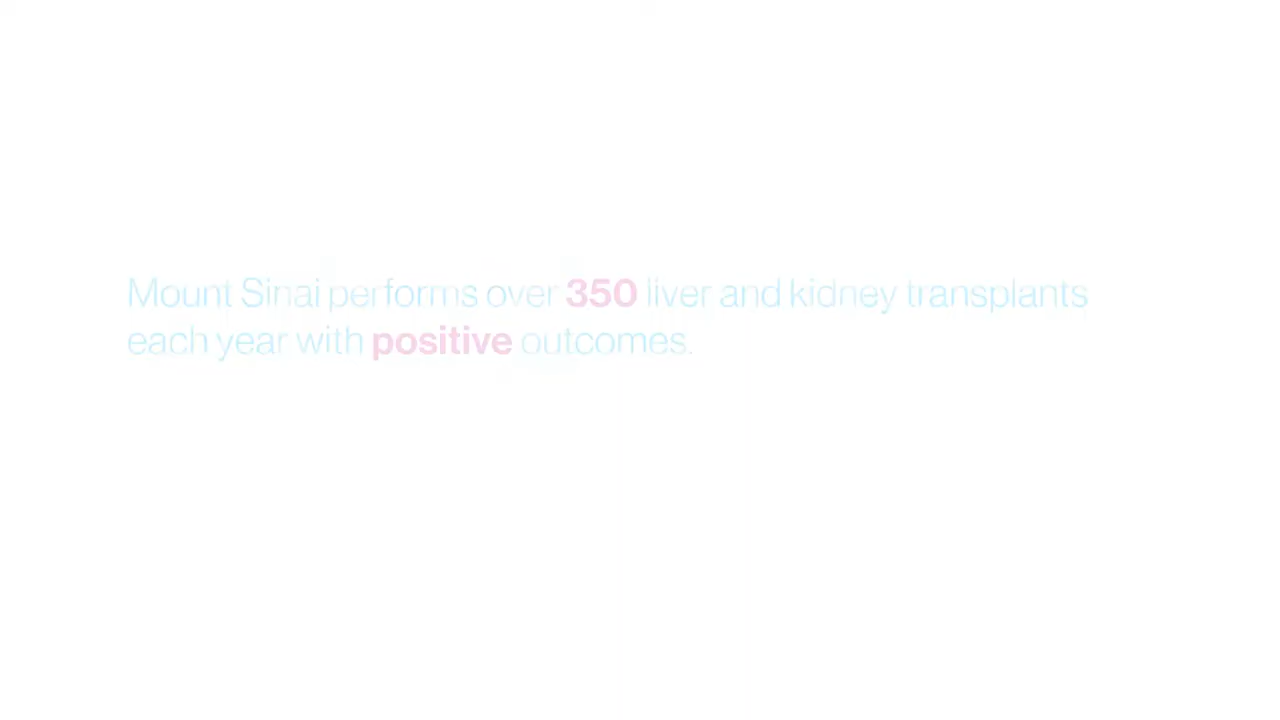 Mount Sinai performs over 350 liver and kidney transplants
each year with positive outcomes.